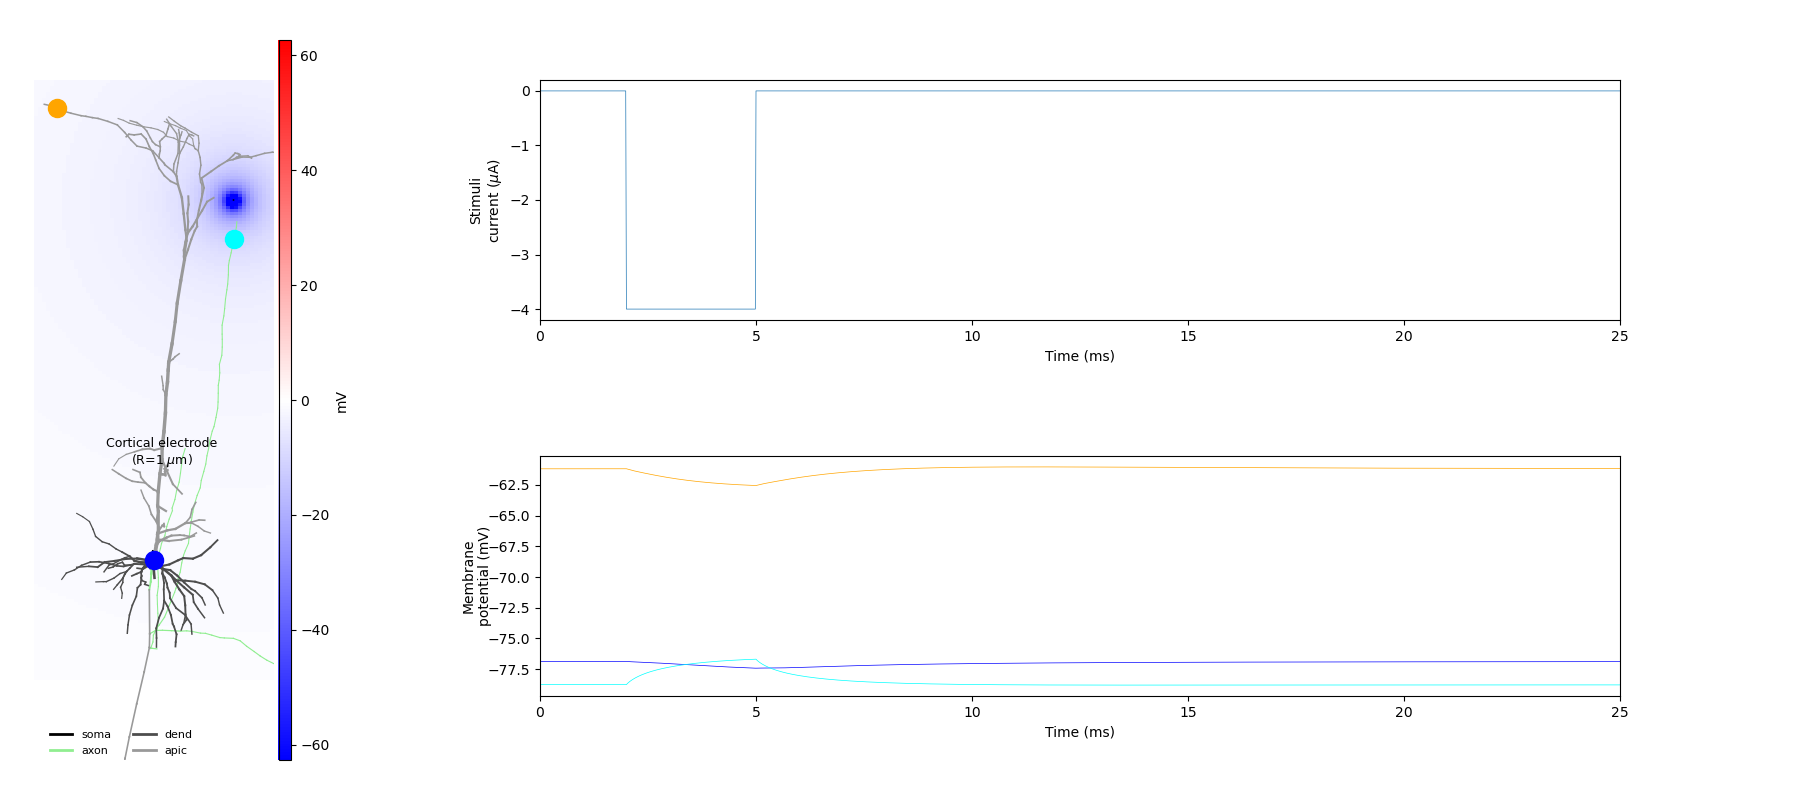 60
40
20
0
−20
−40
−60
mV
Cortical electrode
(R=1 μm)
soma
axon
dend
apic
Stimuli
current (μA)
0
−1
−2
−3
−4
0 5 10 15 20 25
Time (ms)
Membrane
potential (mV)
−62.5
−65.0
−67.5
−70.0
−72.5
−75.0
−77.5
0 5 10 15 20 25
Time (ms)